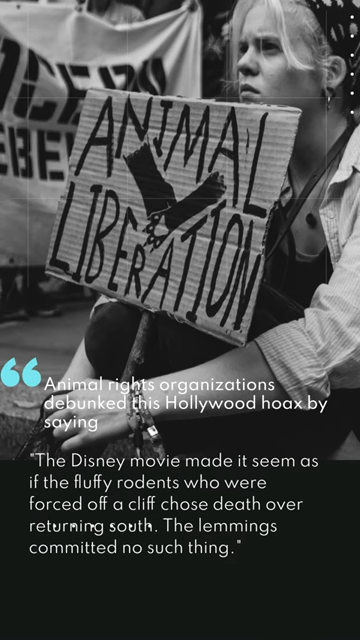 ANIMAL
LIBERATION
Animal rights organizations
debunked this Hollywood hoax by
saying
"The Disney movie made it seem as
if the fluffy rodents who were
forced off a cliff chose death over
returning south. The lemmings
committed no such thing."